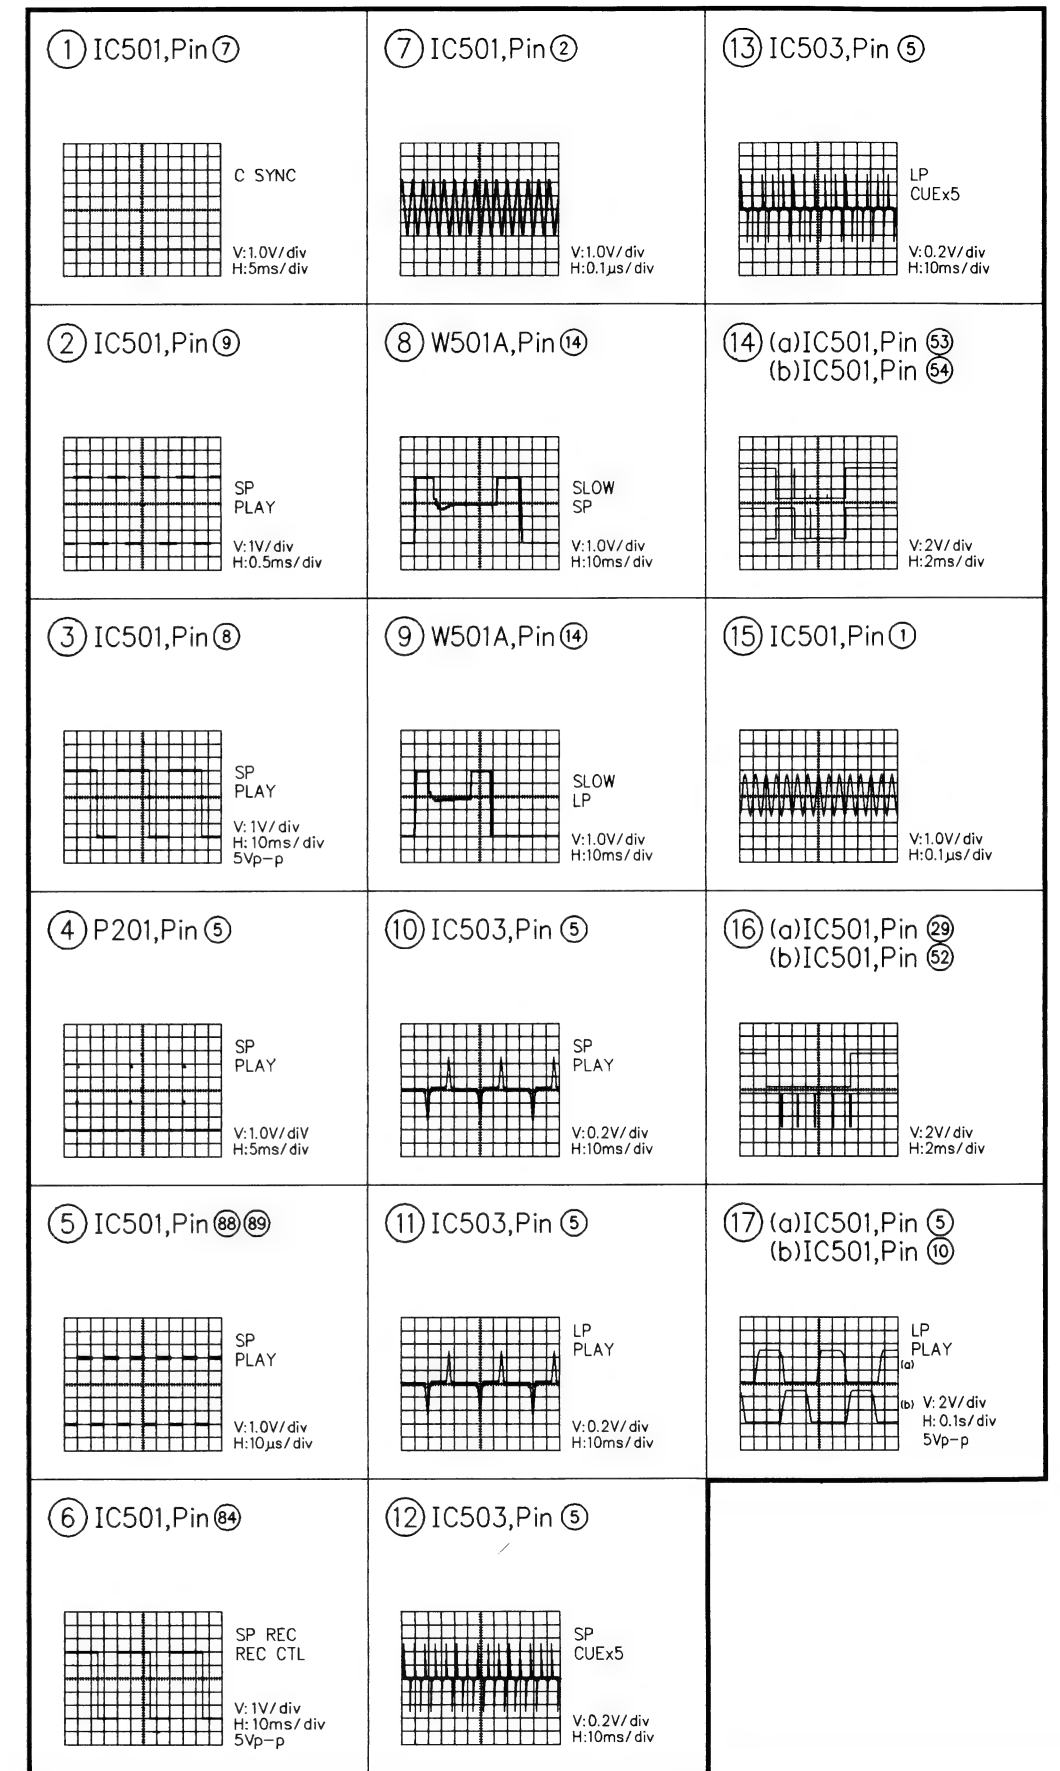 ① IC501,Pin ⑦
C SYNC
V:1.0V/div
H:5ms/div
② IC501,Pin ⑨
SP
PLAY
V:1V/div
H:0.5ms/div
③ IC501,Pin ⑧
SP
PLAY
V:1V/div
H:10ms/div
5Vp-p
④ P201,Pin ⑤
SP
PLAY
V:1.0V/diV
H:5ms/div
⑤ IC501,Pin ㊇㊇ ㊇㊈
SP
PLAY
V:1.0V/div
H:10µs/div
⑥ IC501,Pin 84
SP REC
REC CTL
V:1V/div
H:10ms/div
5Vp-p
⑦ IC501,Pin ②
V:1.0V/div
H:0.1µs/div
⑧ W501A,Pin ⑭
SLOW
SP
V:1.0V/div
H:10ms/div
⑨ W501A,Pin ⑭
SLOW
LP
V:1.0V/div
H:10ms/div
⑩ IC503,Pin ⑤
SP
PLAY
V:0.2V/div
H:10ms/div
⑪ IC503,Pin ⑤
LP
PLAY
V:0.2V/div
H:10ms/div
⑫ IC503,Pin ⑤
SP
CUEx5
V:0.2V/div
H:10ms/div
⑬ IC503,Pin ⑤
LP
CUEx5
V:0.2V/div
H:10ms/div
⑭ (a)IC501,Pin 53
(b)IC501,Pin 54
V:2V/div
H:2ms/div
⑮ IC501,Pin ①
V:1.0V/div
H:0.1µs/div
⑯ (a)IC501,Pin ㉙
(b)IC501,Pin 52
V:2V/div
H:2ms/div
⑰ (a)IC501,Pin ⑤
(b)IC501,Pin ⑩
LP
PLAY
(a)
(b) V:2V/div
H:0.1s/div
5Vp-p